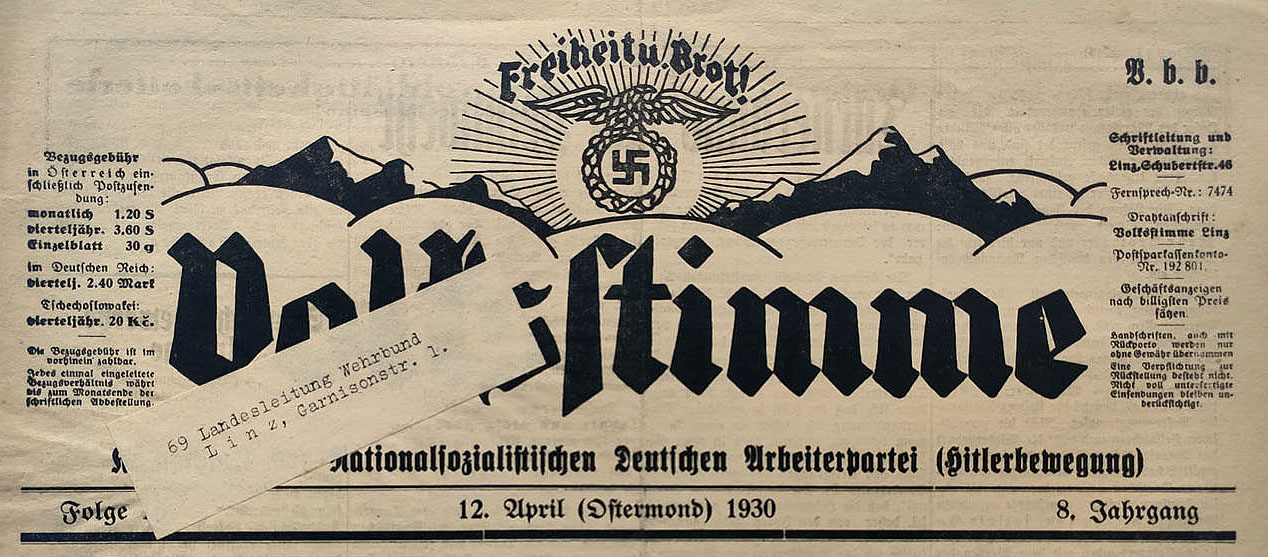 Freiheit u. Brot!
V. b. b.
Bezugsgebühr
in Österreich ein-
schließlich Postzusen-
dung:
monatlich 1.20 S
vierteljähr. 3.60 S
Einzelblatt 30 g
im Deutschen Reich:
viertelj. 2.40 Mark
Tschechoslowakei:
vierteljähr. 20 Kč.
Die Bezugsgebühr ist im
vorhinein zahlbar.
Jedes einmal eingeleitete
Bezugsverhältnis währt
bis zum Monatsende der
schriftlichen Abbestellung.
Volksstimme
Schriftleitung und
Verwaltung:
Linz, Schubertstr. 46
Fernsprech-Nr.: 7474
Drahtanschrift:
Volksstimme Linz
Postsparkassenkonto-
Nr. 192 801.
Geschäftsanzeigen
nach billigsten Preis
sätzen.
Handschriften, auch mit
Rückporto werden nur
ohne Gewähr übernommen
Eine Verpflichtung zur
Rückstellung besteht nicht.
Nicht voll unterfertigte
Einsendungen bleiben un-
berücksichtigt.
69 Landesleitung Wehrbund
Linz, Garnisonstr. 1.
Nationalsozialistischen Deutschen Arbeiterpartei (Hitlerbewegung)
Folge
12. April (Ostermond) 1930
8. Jahrgang